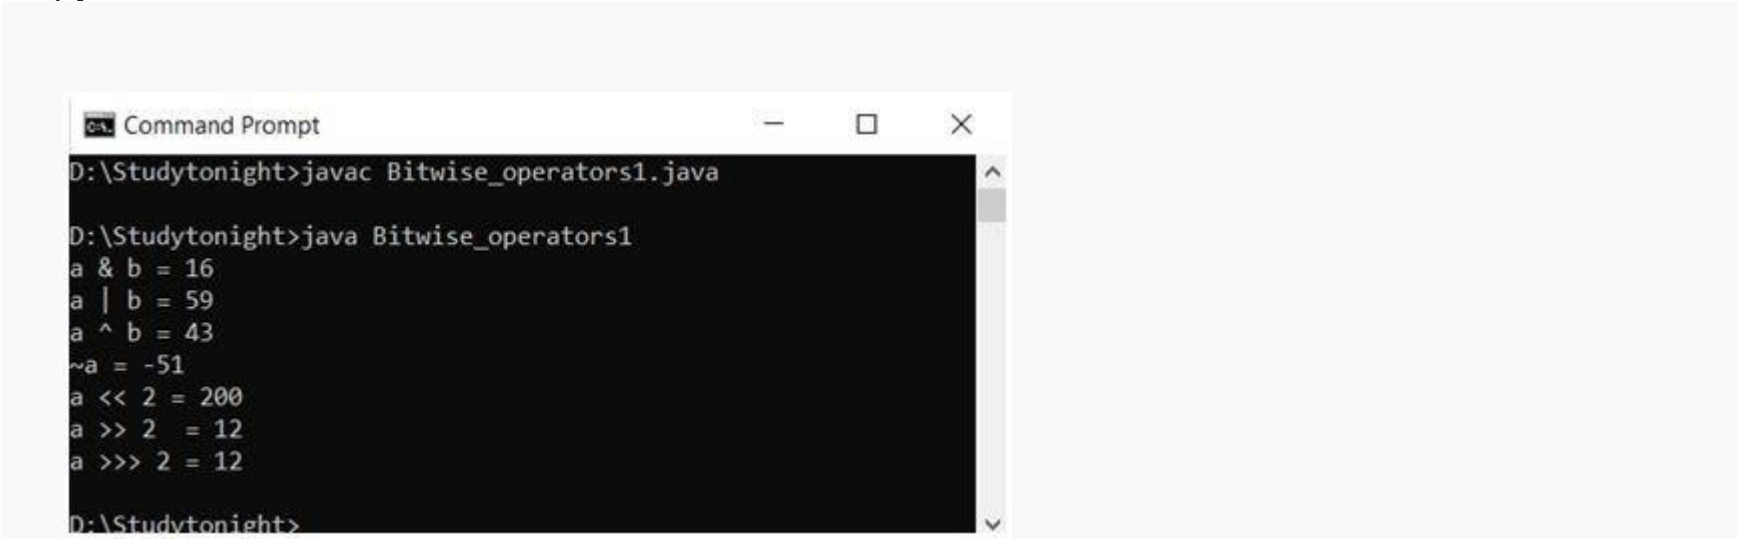 Command Prompt
D:\Studytonight>javac Bitwise_operators1.java
D:\Studytonight>java Bitwise_operators1
a & b = 16
a | b = 59
a ^ b = 43
~a = -51
a << 2 = 200
a >> 2  = 12
a >>> 2 = 12
D:\Studytonight>